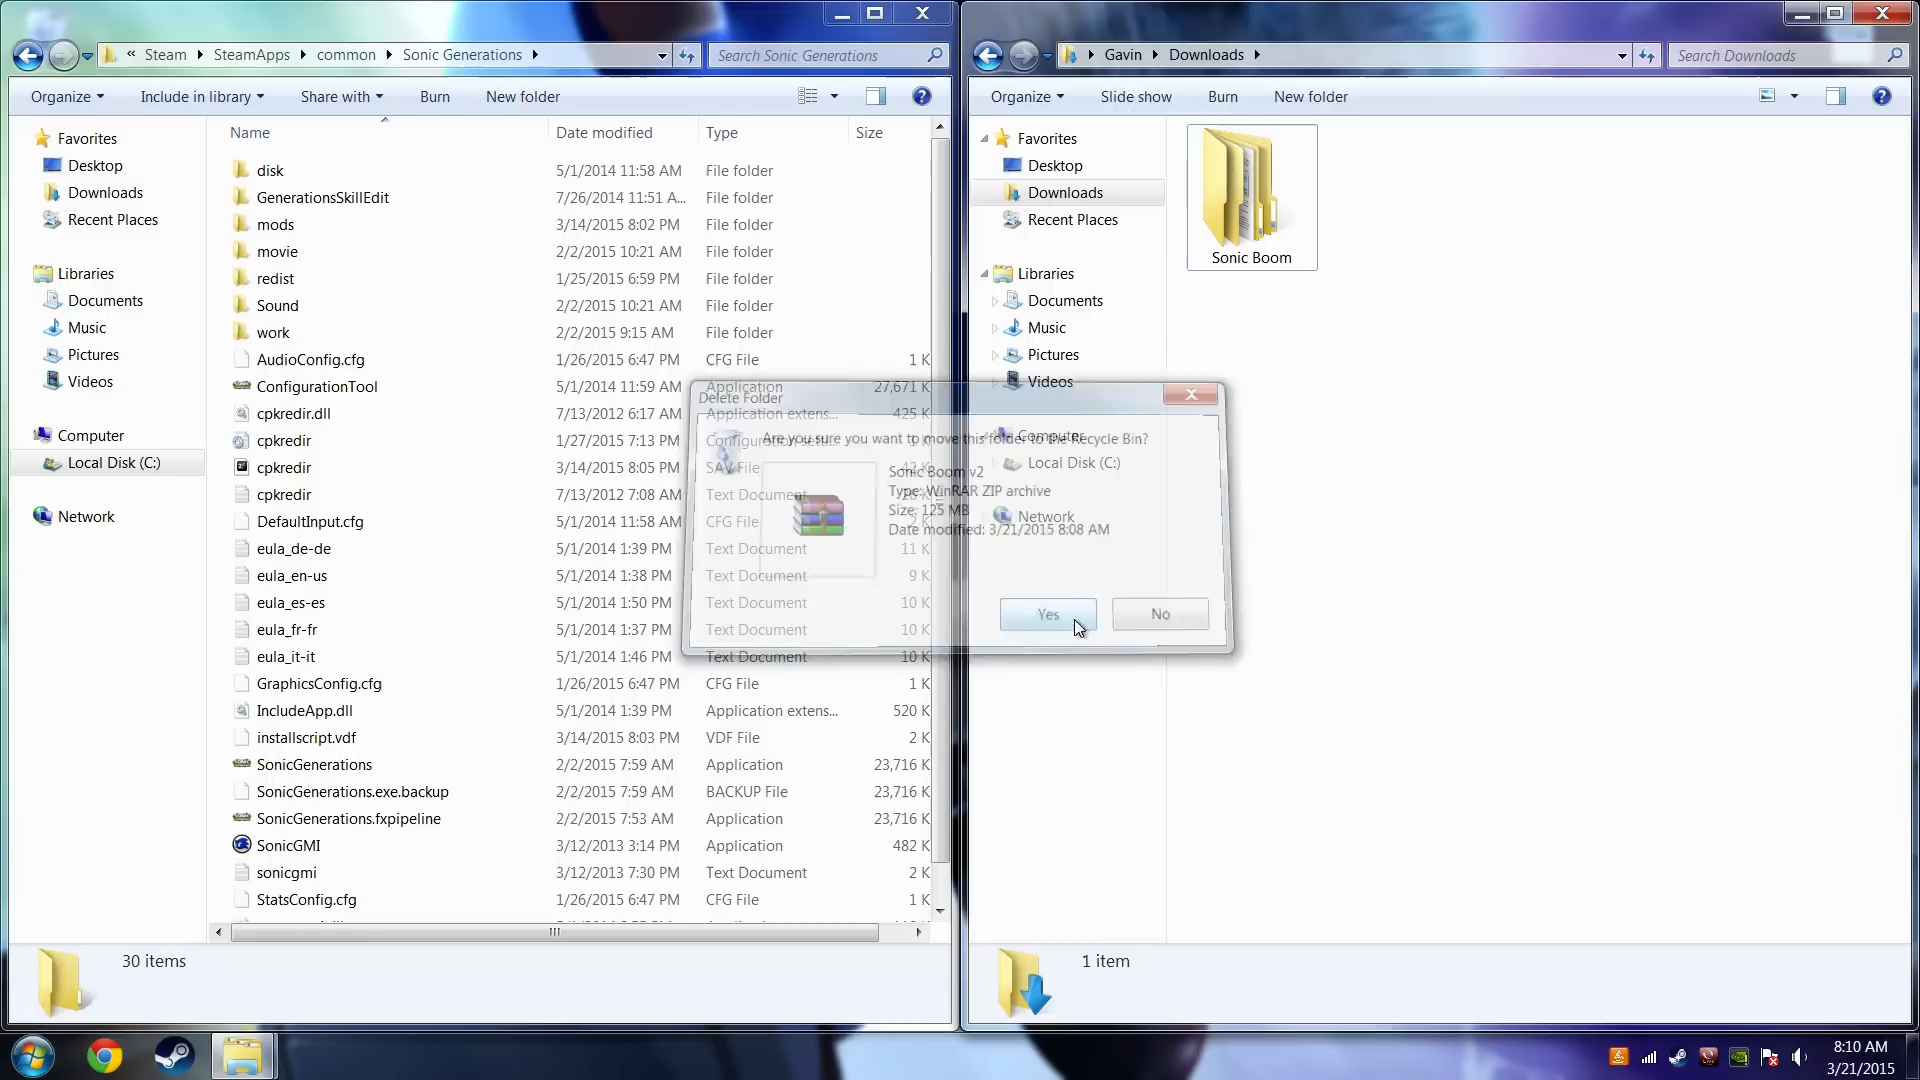 « Steam SteamApps common Sonic Generations
Search Sonic Generations
Organize Include in library Share with Burn New folder
Favorites
Desktop
Downloads
Recent Places
Libraries
Documents
Music
Pictures
Videos
Computer
Local Disk (C:)
Network
Name Date modified Type Size
disk 5/1/2014 11:58 AM File folder
GenerationsSkillEdit 7/26/2014 11:51 A... File folder
mods 3/14/2015 8:02 PM File folder
movie 2/2/2015 10:21 AM File folder
redist 1/25/2015 6:59 PM File folder
Sound 2/2/2015 10:21 AM File folder
work 2/2/2015 9:15 AM File folder
AudioConfig.cfg 1/26/2015 6:47 PM CFG File 1 K
ConfigurationTool 5/1/2014 11:59 AM Application 27,671 K
cpkredir.dll 7/13/2012 6:17 AM Application extens... 425 K
cpkredir 1/27/2015 7:13 PM Configuration sett...
cpkredir 3/14/2015 8:05 PM SAV File
cpkredir 7/13/2012 7:08 AM Text Document
DefaultInput.cfg 5/1/2014 11:58 AM CFG File 2 K
eula_de-de 5/1/2014 1:39 PM Text Document 11 K
eula_en-us 5/1/2014 1:38 PM Text Document 9 K
eula_es-es 5/1/2014 1:50 PM Text Document 10 K
eula_fr-fr 5/1/2014 1:37 PM Text Document 10 K
eula_it-it 5/1/2014 1:46 PM Text Document 10 K
GraphicsConfig.cfg 1/26/2015 6:47 PM CFG File 1 K
IncludeApp.dll 5/1/2014 1:39 PM Application extens... 520 K
installscript.vdf 3/14/2015 8:03 PM VDF File 2 K
SonicGenerations 2/2/2015 7:59 AM Application 23,716 K
SonicGenerations.exe.backup 2/2/2015 7:59 AM BACKUP File 23,716 K
SonicGenerations.fxpipeline 2/2/2015 7:53 AM Application 23,716 K
SonicGMI 3/12/2013 3:14 PM Application 482 K
sonicgmi 3/12/2013 7:30 PM Text Document 2 K
StatsConfig.cfg 1/26/2015 6:47 PM CFG File 1 K
30 items
Gavin Downloads
Search Downloads
Organize Slide show Burn New folder
Favorites
Desktop
Downloads
Recent Places
Libraries
Documents
Music
Pictures
Videos
Computer
Local Disk (C:)
Network
Sonic Boom
1 item
Delete Folder
Are you sure you want to move this folder to the Recycle Bin?
Sonic Boom v2
Type: WinRAR ZIP archive
Size: 125 MB
Date modified: 3/21/2015 8:08 AM
Yes No
8:10 AM
3/21/2015